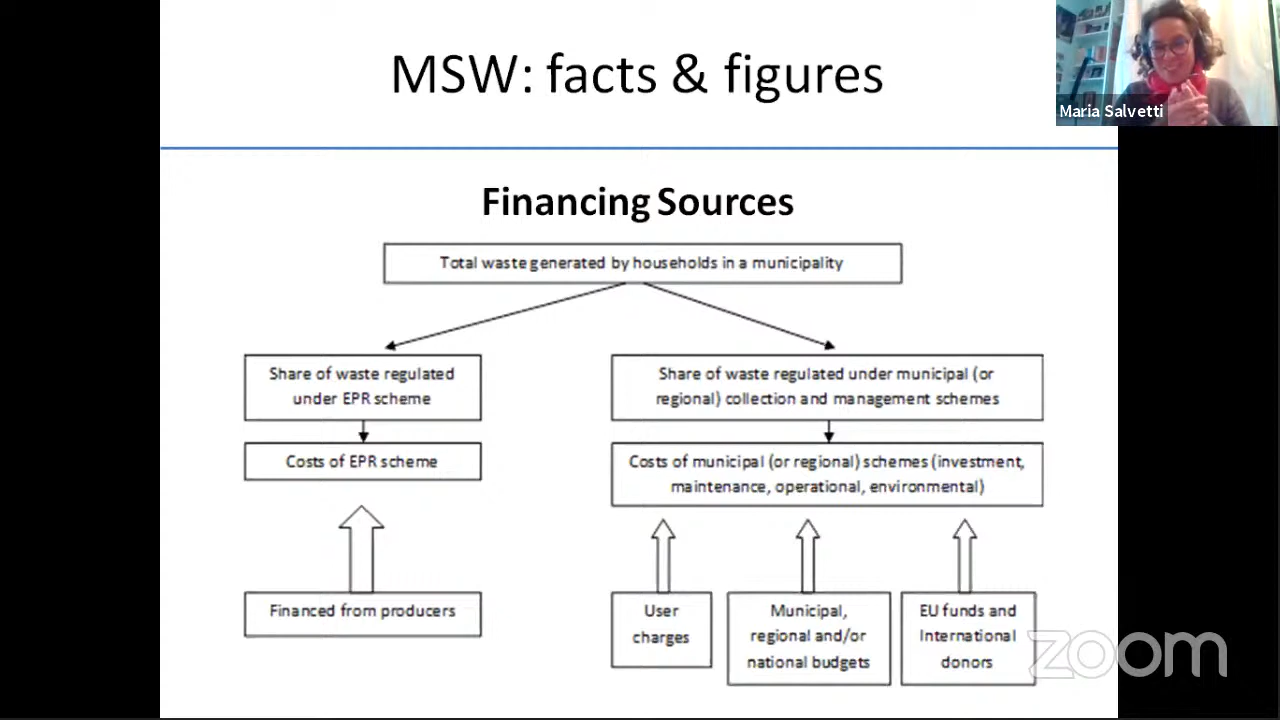 MSW: facts & figures
Maria Salvetti
Financing Sources
Total waste generated by households in a municipality
Share of waste regulated
under EPR scheme
Share of waste regulated under municipal (or
regional) collection and management schemes
Costs of EPR scheme
Costs of municipal (or regional) schemes (investment,
maintenance, operational, environmental)
Financed from producers
User
charges
Municipal,
regional and/or
national budgets
EU funds and
International
donors
zoom